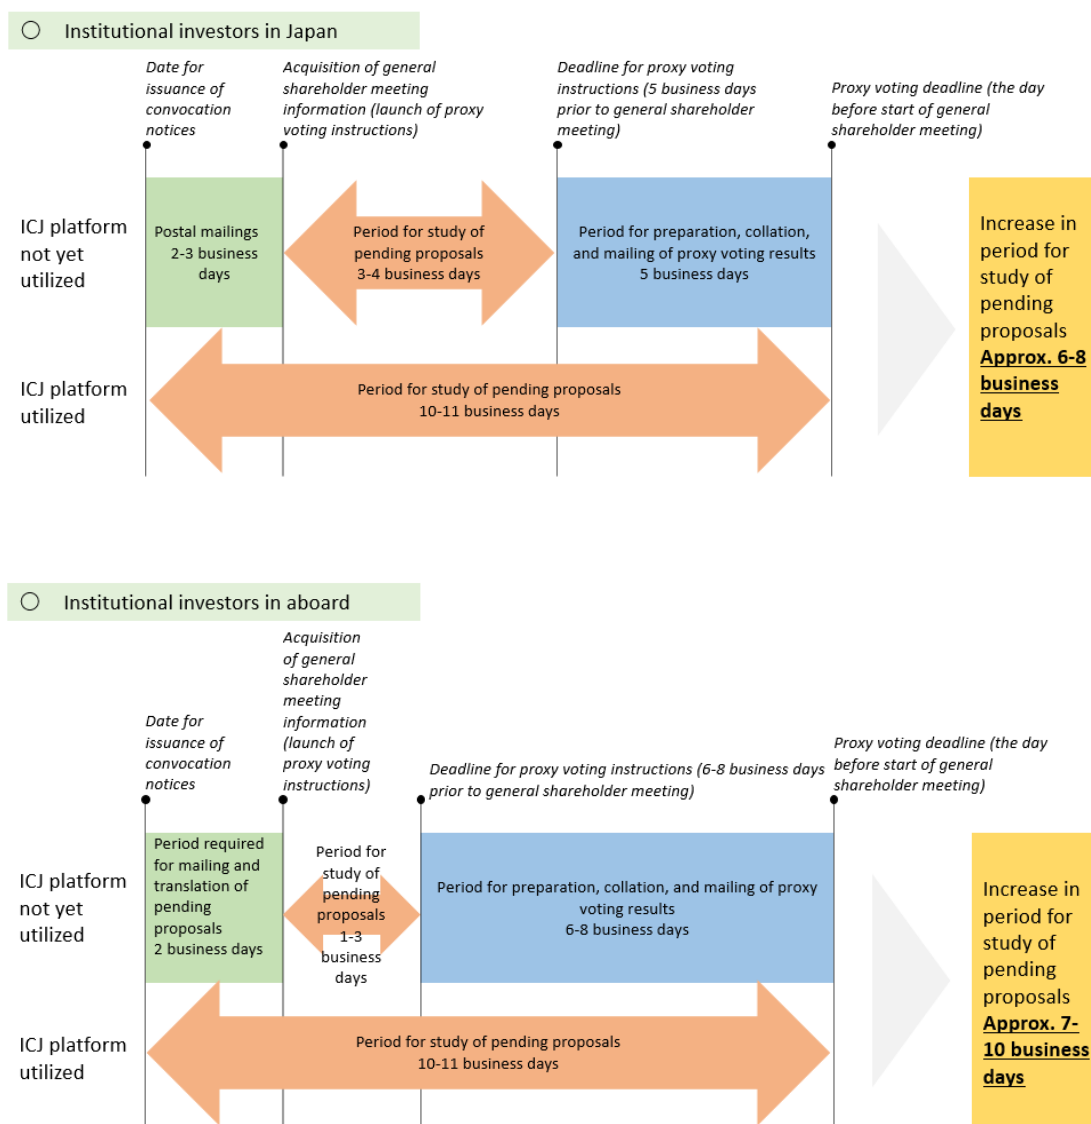 ○ Institutional investors in Japan
Date for
issuance of
convocation
notices
Acquisition of general
shareholder meeting
information (launch of proxy
voting instructions)
Deadline for proxy voting
instructions (5 business days
prior to general shareholder
meeting)
Proxy voting deadline (the day
before start of general
shareholder meeting)
ICJ platform
not yet
utilized
Postal mailings
2-3 business
days
Period for study of
pending proposals
3-4 business days
Period for preparation, collation,
and mailing of proxy voting results
5 business days
Increase in
period for
study of
pending
proposals
Approx. 6-8
business
days
ICJ platform
utilized
Period for study of pending proposals
10-11 business days
○ Institutional investors in aboard
Date for
issuance of
convocation
notices
Acquisition
of general
shareholder
meeting
information
(launch of
proxy voting
instructions)
Deadline for proxy voting instructions (6-8 business days
prior to general shareholder meeting)
Proxy voting deadline (the day
before start of general
shareholder meeting)
ICJ platform
not yet
utilized
Period required
for mailing and
translation of
pending
proposals
2 business days
Period for
study of
pending
proposals
1-3
business
days
Period for preparation, collation, and mailing of proxy
voting results
6-8 business days
Increase in
period for
study of
pending
proposals
Approx. 7-
10 business
days
ICJ platform
utilized
Period for study of pending proposals
10-11 business days